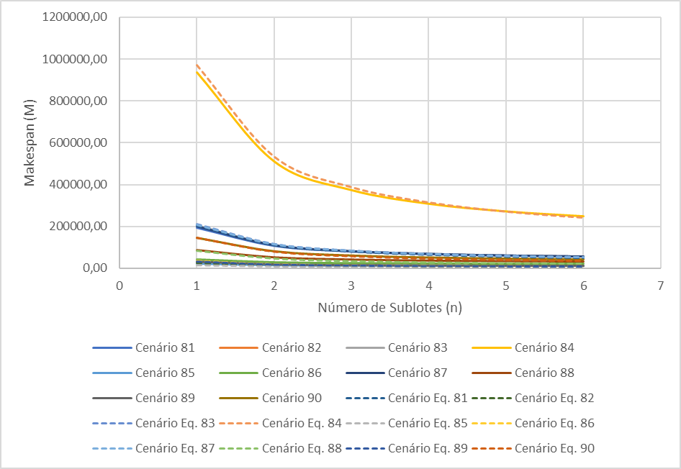 1200000,00
1000000,00
800000,00
600000,00
400000,00
200000,00
0,00
Makespan (M)
0 1 2 3 4 5 6 7
Número de Sublotes (n)
Cenário 81 Cenário 82 Cenário 83 Cenário 84
Cenário 85 Cenário 86 Cenário 87 Cenário 88
Cenário 89 Cenário 90 Cenário Eq. 81 Cenário Eq. 82
Cenário Eq. 83 Cenário Eq. 84 Cenário Eq. 85 Cenário Eq. 86
Cenário Eq. 87 Cenário Eq. 88 Cenário Eq. 89 Cenário Eq. 90